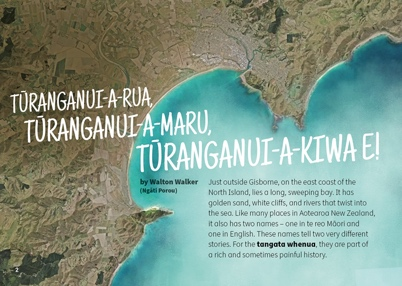 TŪRANGANUI-A-RUA,
TŪRANGANUI-A-MARU,
TŪRANGANUI-A-KIWA E!
by Walton Walker
(Ngāti Porou)
Just outside Gisborne, on the east coast of the
North Island, lies a long, sweeping bay. It has
golden sand, white cliffs, and rivers that twist into
the sea. Like many places in Aotearoa New Zealand,
it also has two names – one in te reo Māori and
one in English. These names tell two very different
stories. For the tangata whenua, they are part of
a rich and sometimes painful history.
2